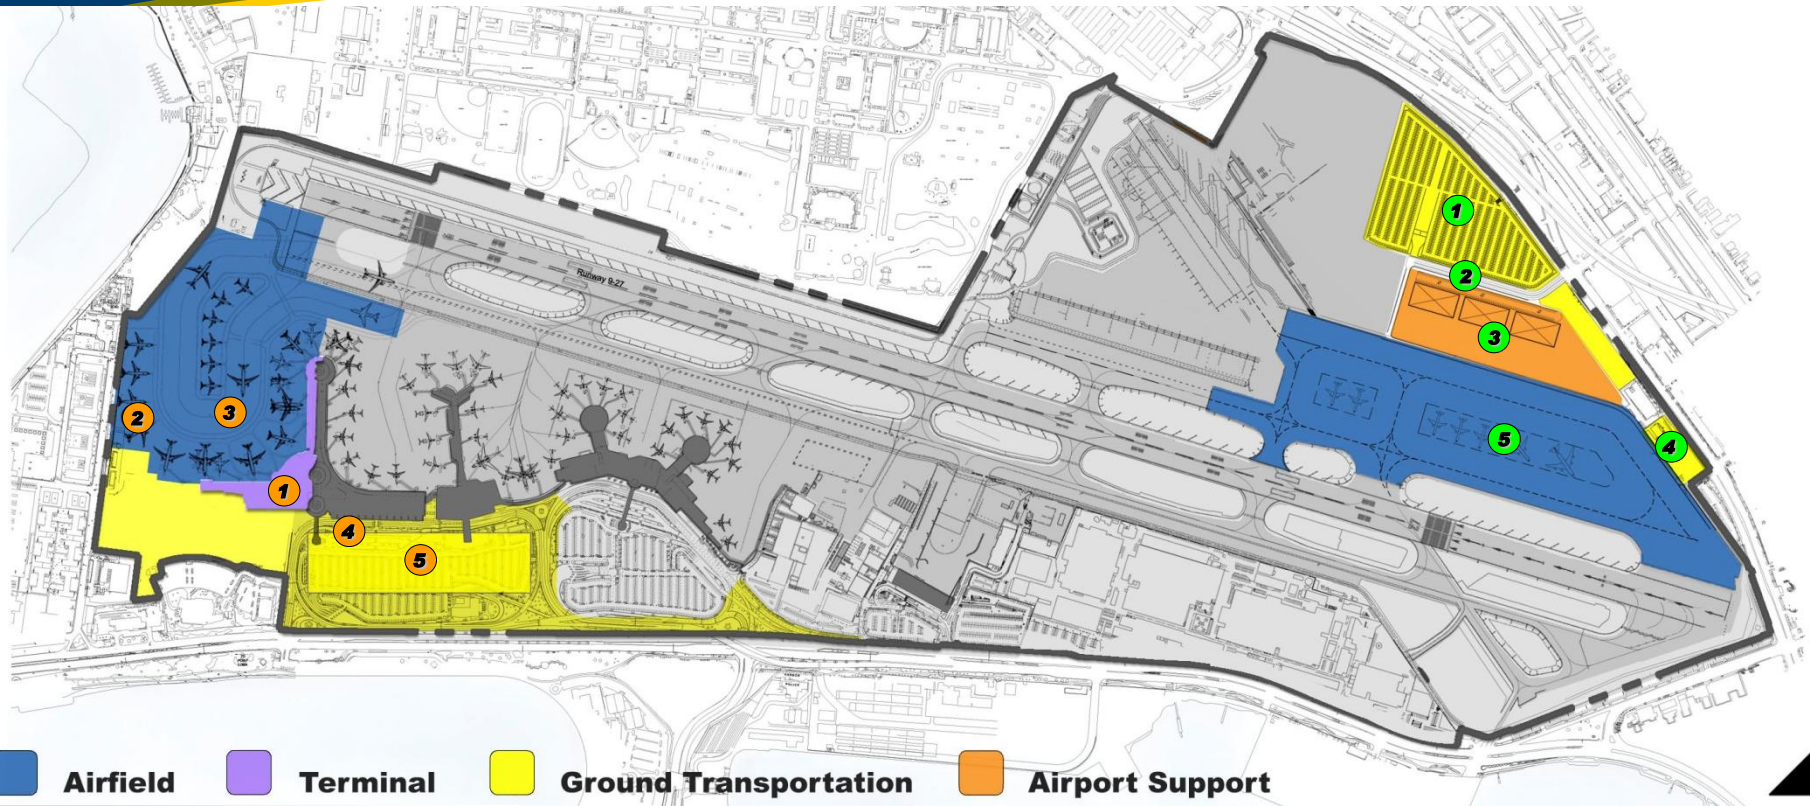 Runway 9-27
1
2
3
4
5
2
3
1
4
5
Airfield
Terminal
Ground Transportation
Airport Support